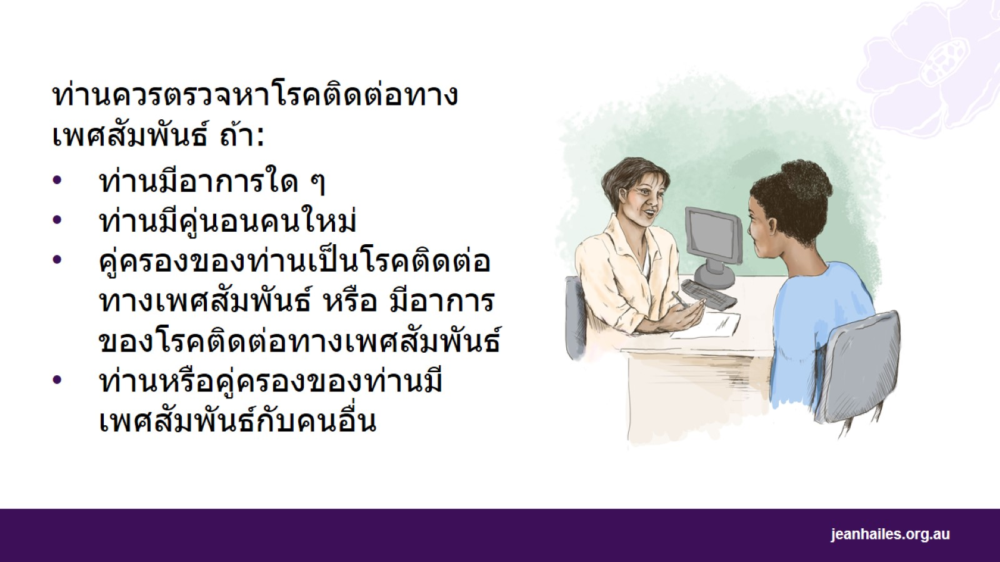 ท่านควรตรวจหาโรคติดต่อทาง
เพศสัมพันธ์ ถ้า:
• ท่านมีอาการใด ๆ
• ท่านมีคู่นอนคนใหม่
• คู่ครองของท่านเป็นโรคติดต่อ
ทางเพศสัมพันธ์ หรือ มีอาการ
ของโรคติดต่อทางเพศสัมพันธ์
• ท่านหรือคู่ครองของท่านมี
เพศสัมพันธ์กับคนอื่น
jeanhailes.org.au